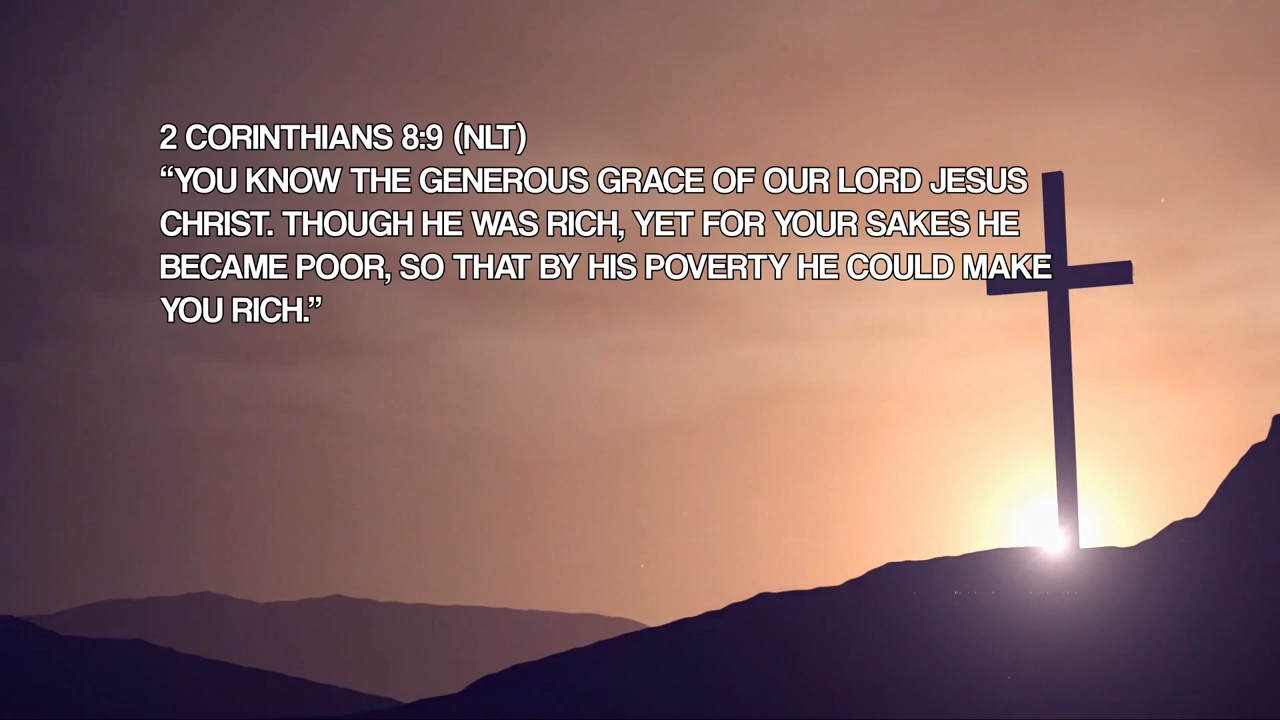 2 CORINTHIANS 8:9 (NLT)
“YOU KNOW THE GENEROUS GRACE OF OUR LORD JESUS
CHRIST. THOUGH HE WAS RICH, YET FOR YOUR SAKES HE
BECAME POOR, SO THAT BY HIS POVERTY HE COULD MAKE
YOU RICH.”